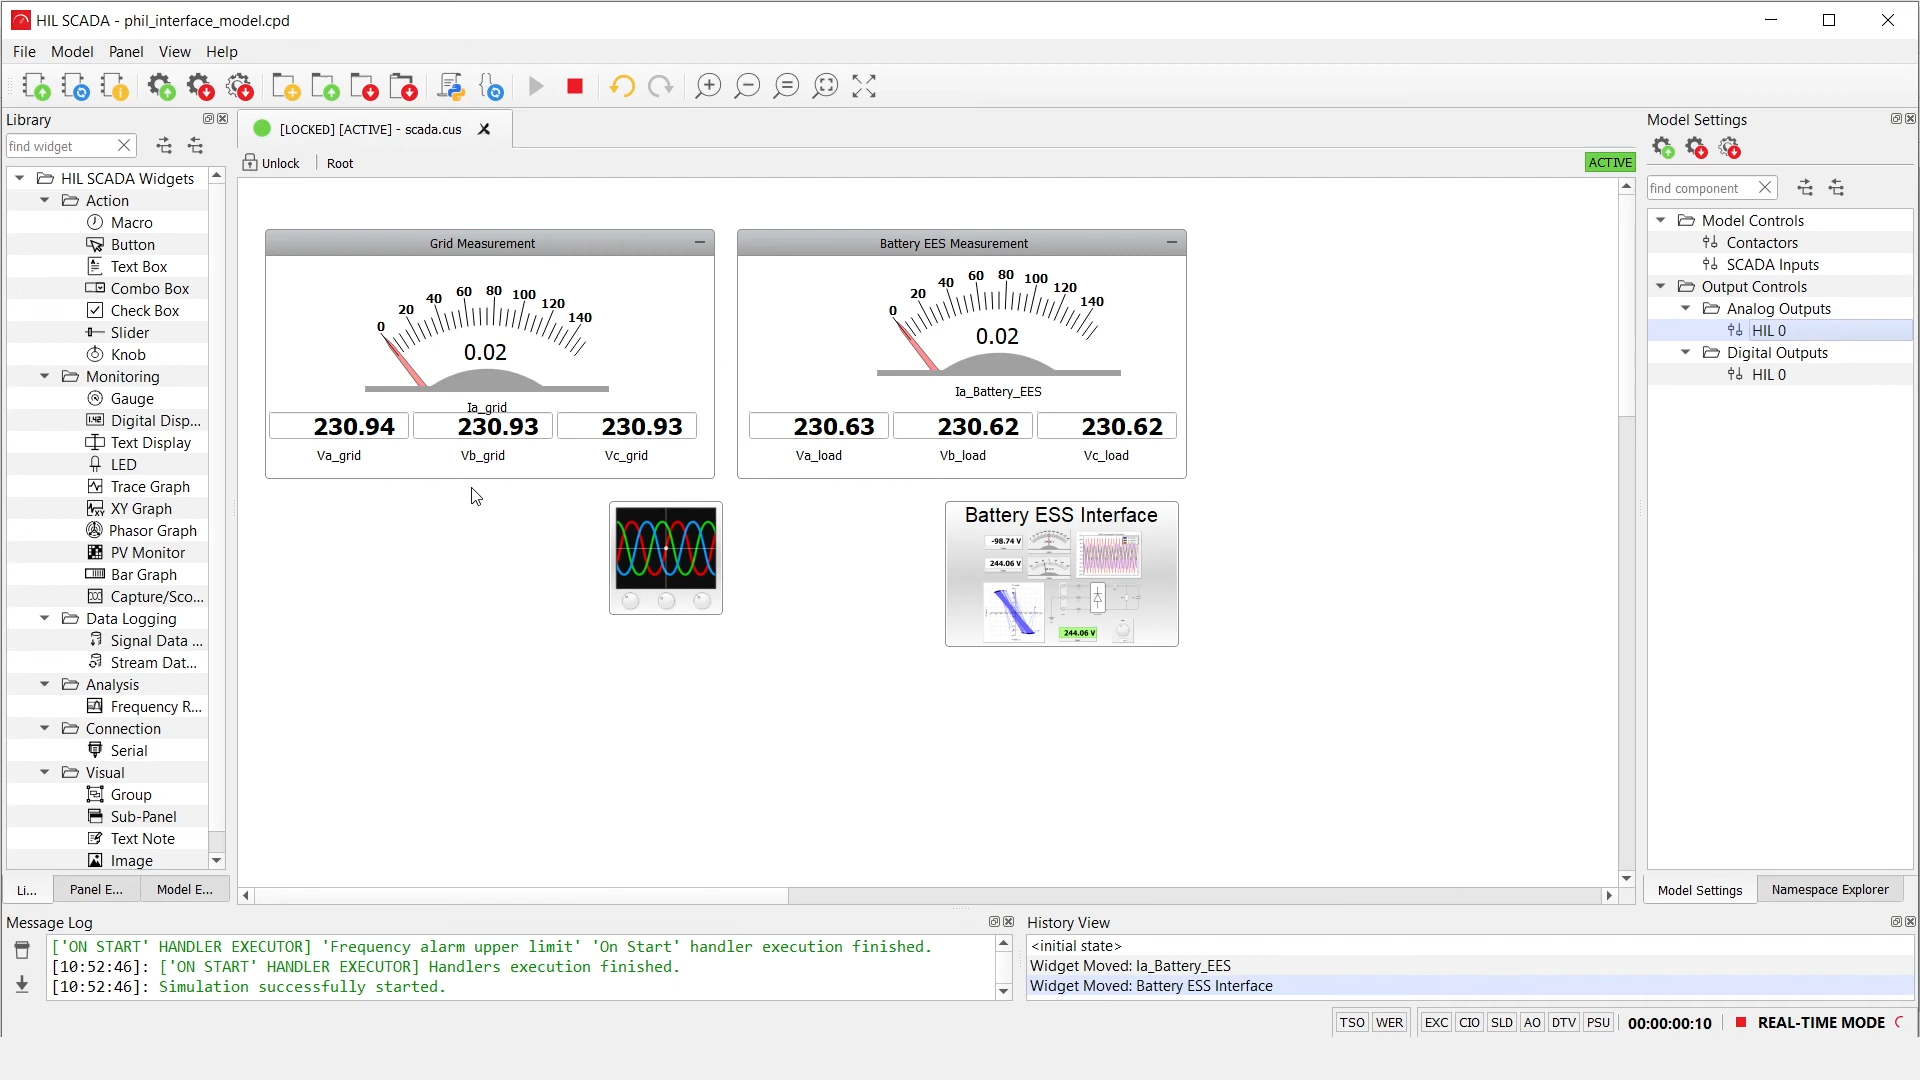 HIL SCADA - phil_interface_model.cpd
File Model Panel View Help
Library
find widget
HIL SCADA Widgets
Action
Macro
Button
Text Box
Combo Box
Check Box
Slider
Knob
Monitoring
Gauge
Digital Disp...
Text Display
LED
Trace Graph
XY Graph
Phasor Graph
PV Monitor
Bar Graph
Capture/Sco...
Data Logging
Signal Data ...
Stream Dat...
Analysis
Frequency R...
Connection
Serial
Visual
Group
Sub-Panel
Text Note
Image
Li... Panel E... Model E...
[LOCKED] [ACTIVE] - scada.cus
Unlock Root
ACTIVE
Grid Measurement
0 20 40 60 80 100 120 140
0.02
Ia_grid
230.94 230.93 230.93
Va_grid Vb_grid Vc_grid
Battery EES Measurement
0 20 40 60 80 100 120 140
0.02
Ia_Battery_EES
230.63 230.62 230.62
Va_load Vb_load Vc_load
Battery ESS Interface
-98.74 V
244.06 V
244.06 V
Model Settings
find component
Model Controls
Contactors
SCADA Inputs
Output Controls
Analog Outputs
HIL 0
Digital Outputs
HIL 0
Model Settings Namespace Explorer
Message Log
['ON START' HANDLER EXECUTOR] 'Frequency alarm upper limit' 'On Start' handler execution finished.
[10:52:46]: ['ON START' HANDLER EXECUTOR] Handlers execution finished.
[10:52:46]: Simulation successfully started.
History View
<initial state>
Widget Moved: Ia_Battery_EES
Widget Moved: Battery ESS Interface
TSO WER EXC CIO SLD AO DTV PSU 00:00:00:10 REAL-TIME MODE